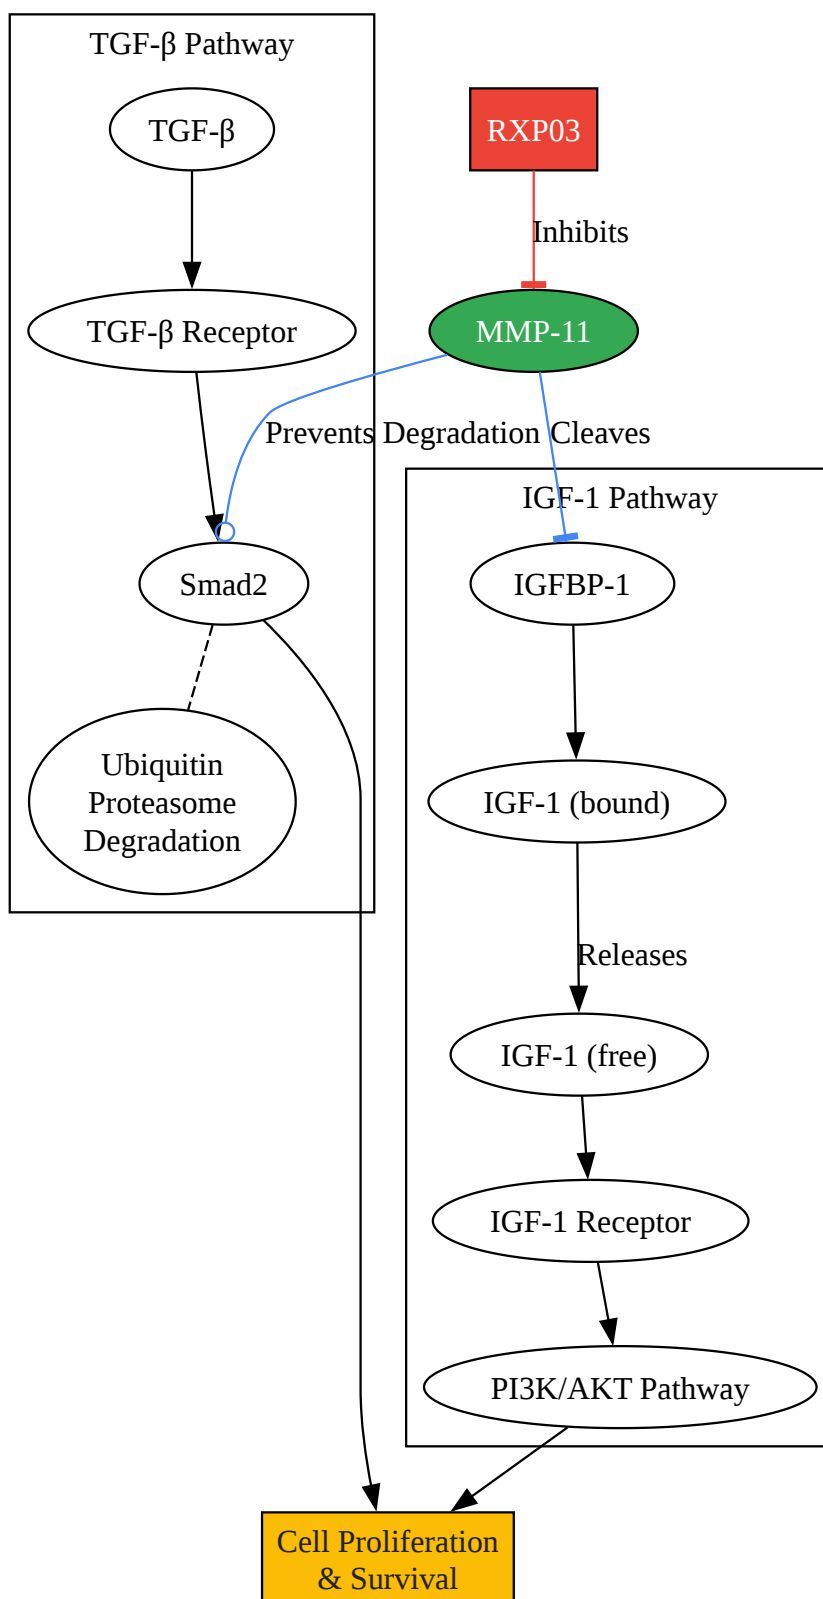 TGF-β Pathway
TGF-β
RXP03
Inhibits
TGF-β Receptor
MMP-11
Prevents Degradation
Cleaves
IGF-1 Pathway
Smad2
IGFBP-1
Ubiquitin
Proteasome
Degradation
IGF-1 (bound)
Releases
IGF-1 (free)
IGF-1 Receptor
PI3K/AKT Pathway
Cell Proliferation
& Survival